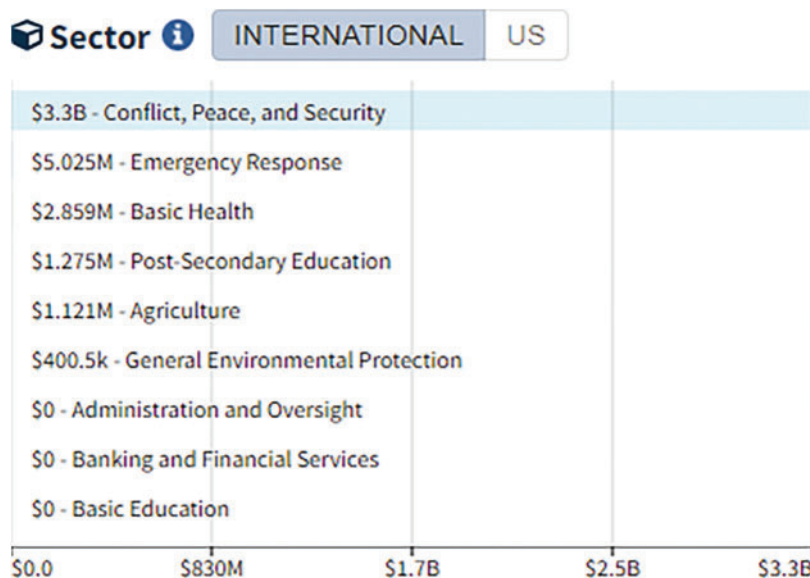 Sector i INTERNATIONAL US
$3.3B - Conflict, Peace, and Security
$5.025M - Emergency Response
$2.859M - Basic Health
$1.275M - Post-Secondary Education
$1.121M - Agriculture
$400.5k - General Environmental Protection
$0 - Administration and Oversight
$0 - Banking and Financial Services
$0 - Basic Education
$0.0 $830M $1.7B $2.5B $3.3B